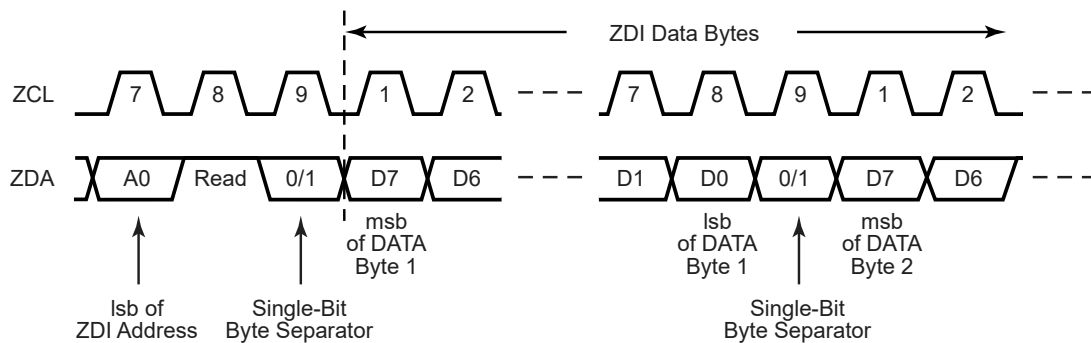 ZDI Data Bytes
ZCL 7 8 9 1 2 7 8 9 1 2
ZDA A0 Read 0/1 D7 D6 D1 D0 0/1 D7 D6
msb
of DATA
Byte 1
lsb
of DATA
Byte 1
msb
of DATA
Byte 2
lsb of
ZDI Address
Single-Bit
Byte Separator
Single-Bit
Byte Separator